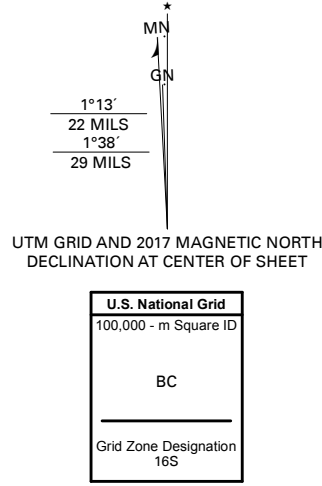 ★
MN
GN
1°13´
22 MILS
1°38´
29 MILS
UTM GRID AND 2017 MAGNETIC NORTH
DECLINATION AT CENTER OF SHEET
U.S. National Grid
100,000 - m Square ID
BC
Grid Zone Designation
16S